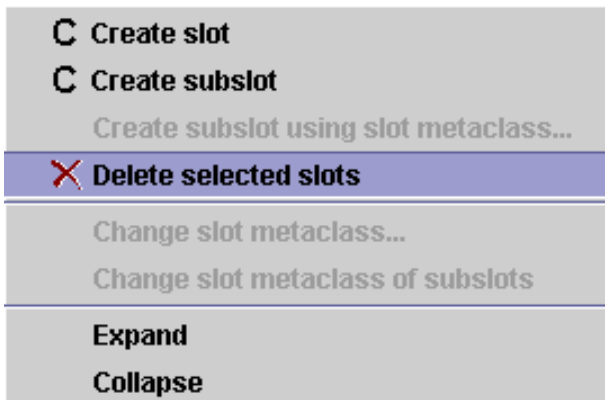 C Create slot
C Create subslot
Create subslot using slot metaclass...
Delete selected slots
Change slot metaclass...
Change slot metaclass of subslots
Expand
Collapse